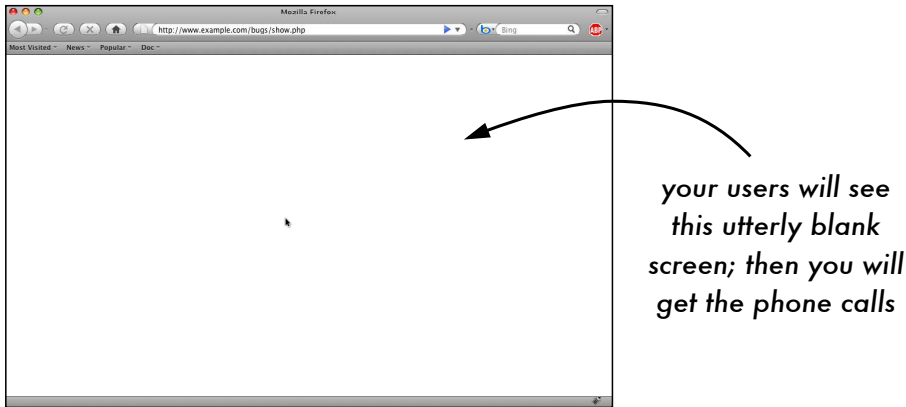 Mozilla Firefox
http://www.example.com/bugs/show.php
Bing
ABP
Most Visited News Popular Doc
your users will see
this utterly blank
screen; then you will
get the phone calls